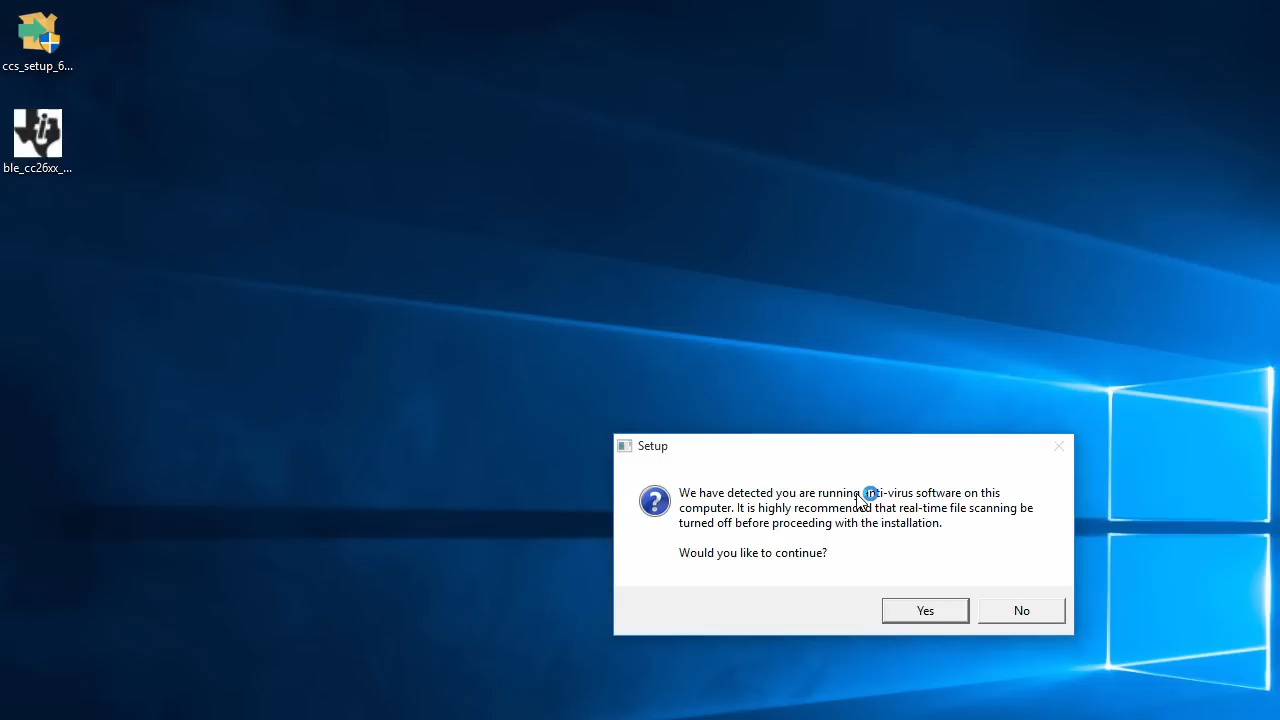 ccs_setup_6...
ble_cc26xx_...
Setup
We have detected you are running anti-virus software on this
computer. It is highly recommended that real-time file scanning be
turned off before proceeding with the installation.
Would you like to continue?
Yes No